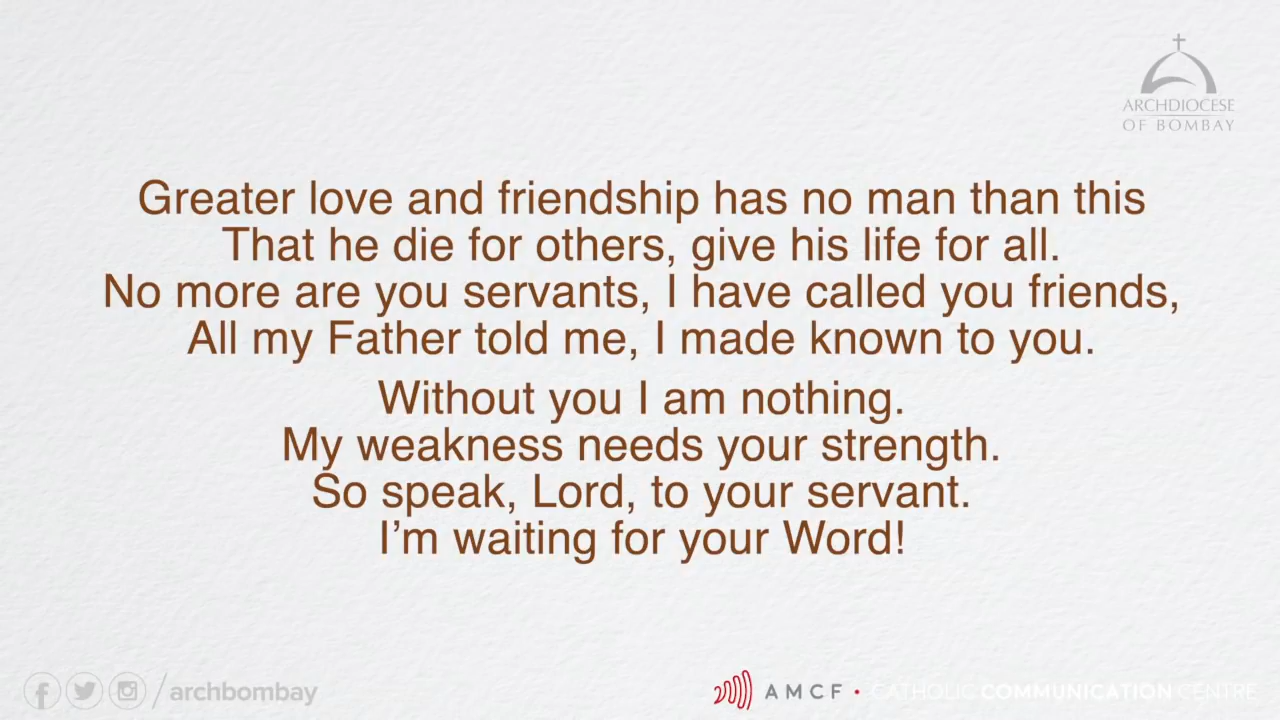 ARCHDIOCESE
OF BOMBAY
Greater love and friendship has no man than this
That he die for others, give his life for all.
No more are you servants, I have called you friends,
All my Father told me, I made known to you.
Without you I am nothing.
My weakness needs your strength.
So speak, Lord, to your servant.
I’m waiting for your Word!
/archbombay
AMCF • CATHOLIC COMMUNICATION CENTRE